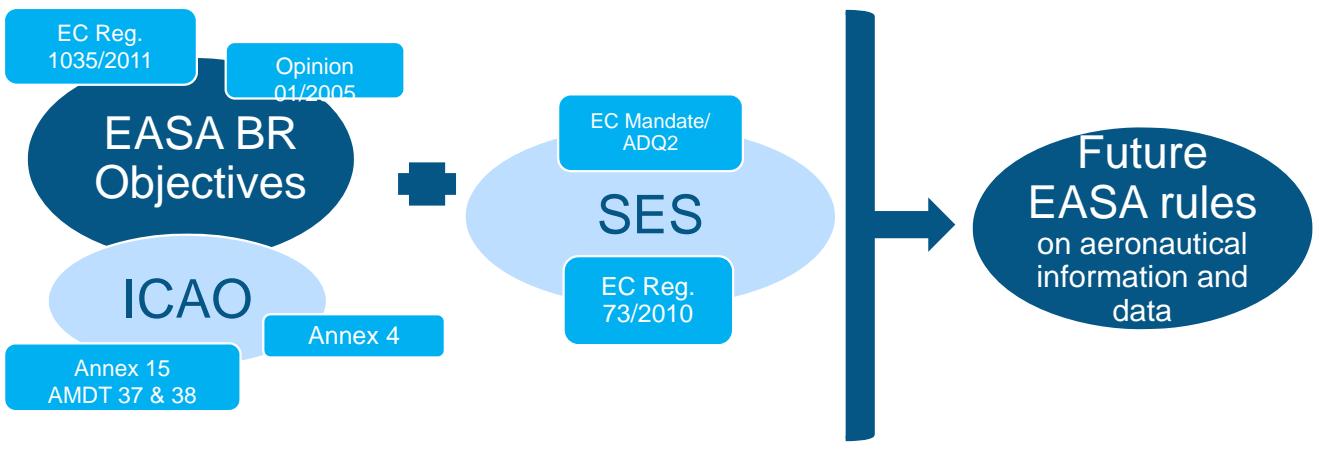 EC Reg.
1035/2011
Opinion
01/2005
EASA BR
Objectives
ICAO
Annex 4
Annex 15
AMDT 37 & 38
EC Mandate/
ADQ2
SES
EC Reg.
73/2010
Future
EASA rules
on aeronautical
information and
data